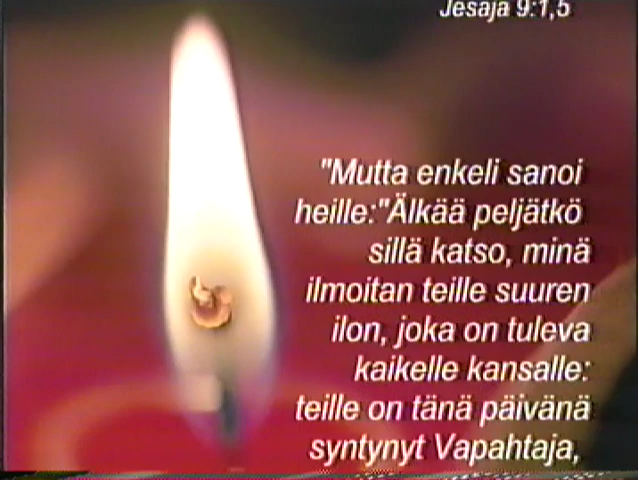 Jesaja 9:1,5
"Mutta enkeli sanoi
heille:"Älkää peljätkö
sillä katso, minä
ilmoitan teille suuren
ilon, joka on tuleva
kaikelle kansalle:
teille on tänä päivänä
syntynyt Vapahtaja,